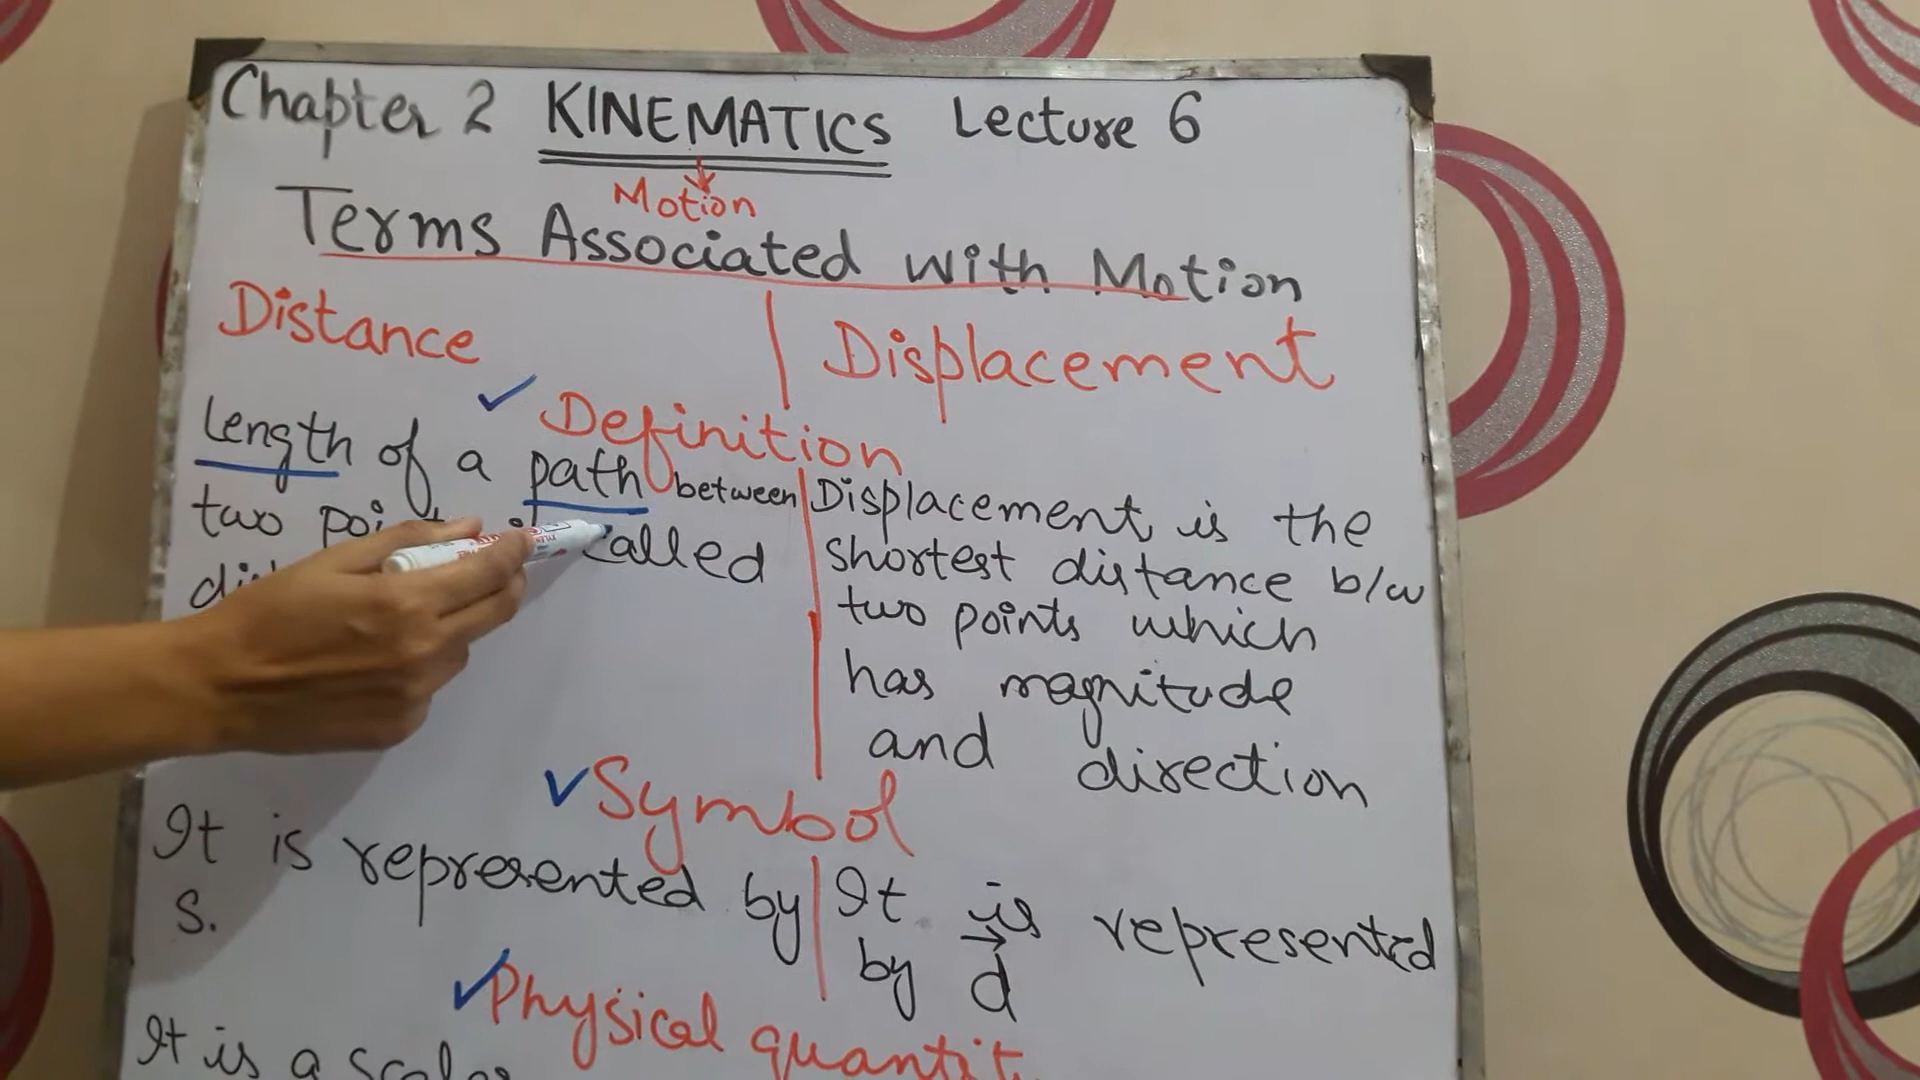 Chapter 2 KINEMATICS Lecture 6
Motion
Terms Associated with Motion
Distance
Displacement
Definition
Length of a path between
two called
Displacement is the
shortest distance b/w
two points which
has magnitude
and direction
Symbol
It is represented by
S.
It is represented
by d
Physical
It is a